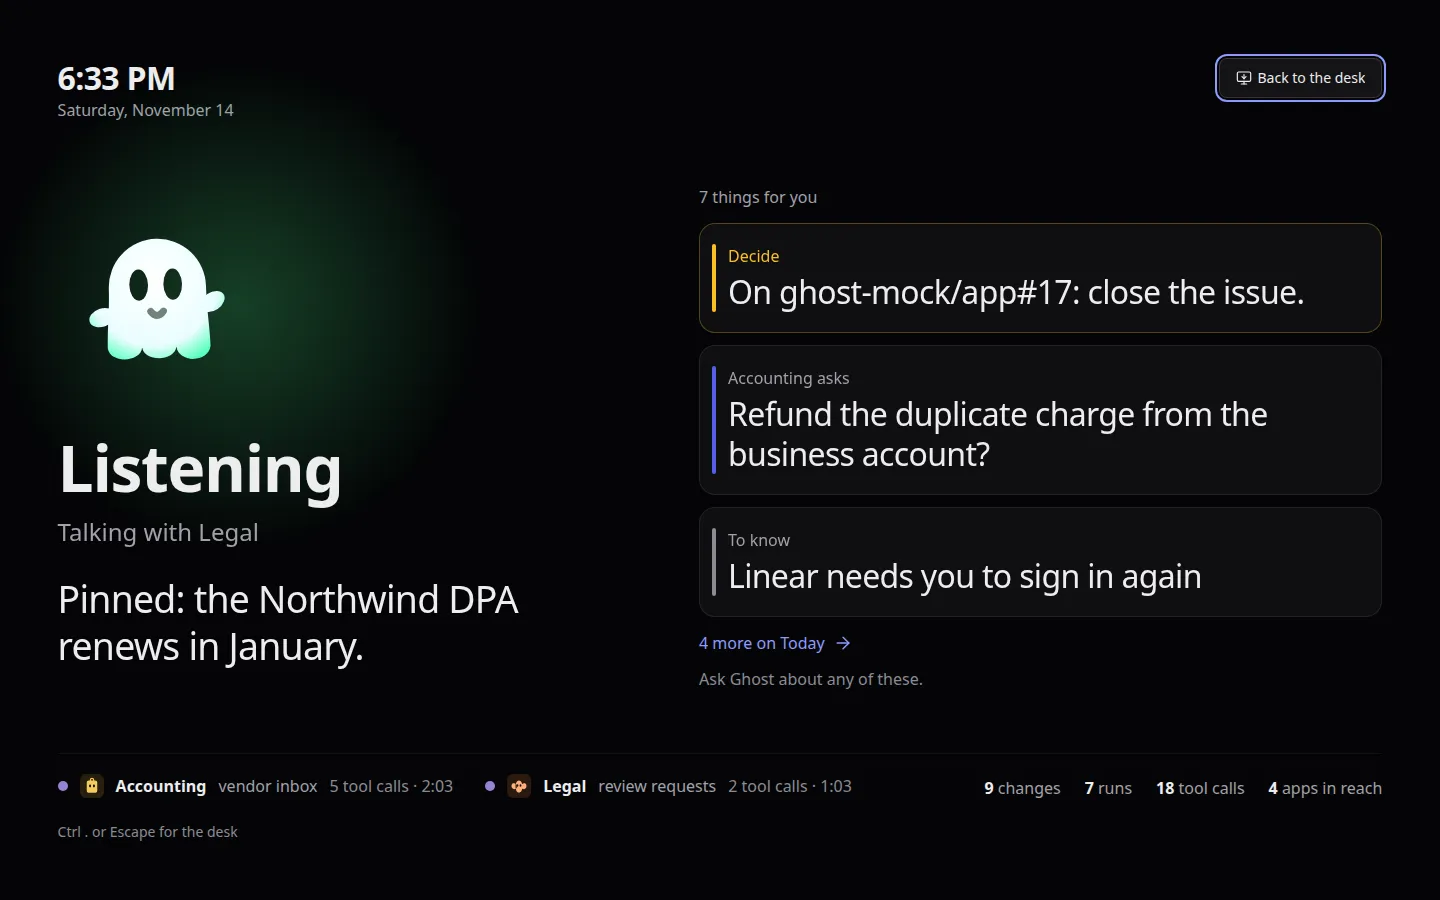 6:33 PM
Saturday, November 14
Back to the desk
Listening
Talking with Legal
Pinned: the Northwind DPA
renews in January.
7 things for you
Decide
On ghost-mock/app#17: close the issue.
Accounting asks
Refund the duplicate charge from the
business account?
To know
Linear needs you to sign in again
4 more on Today →
Ask Ghost about any of these.
Accounting vendor inbox 5 tool calls · 2:03 Legal review requests 2 tool calls · 1:03 9 changes 7 runs 18 tool calls 4 apps in reach
Ctrl . or Escape for the desk